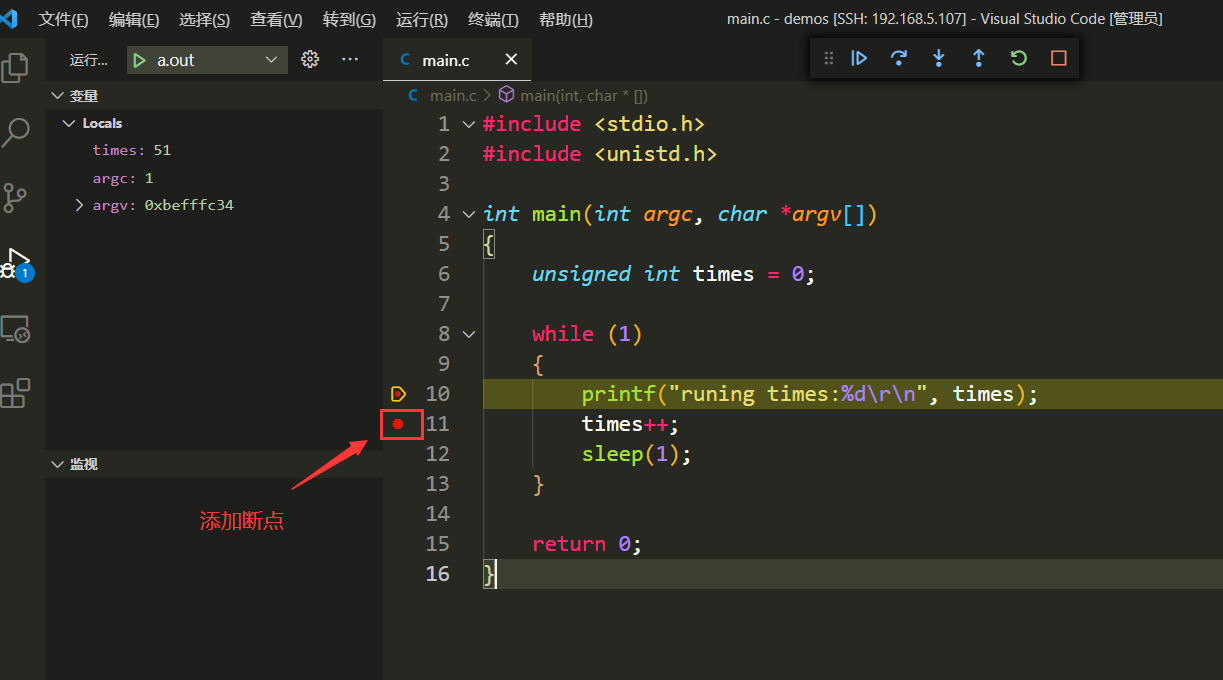 文件(F) 编辑(E) 选择(S) 查看(V) 转到(G) 运行(R) 终端(T) 帮助(H) main.c - demos [SSH: 192.168.5.107] - Visual Studio Code [管理员]
运行... a.out ... C main.c
变量
Locals
times: 51
argc: 1
argv: 0xbefffc34
监视
添加断点
1
C main.c > main(int, char * [])
1 #include <stdio.h>
2 #include <unistd.h>
3
4 int main(int argc, char *argv[])
5 {
6 unsigned int times = 0;
7
8 while (1)
9 {
10 printf("runing times:%d\r\n", times);
11 times++;
12 sleep(1);
13 }
14
15 return 0;
16 }